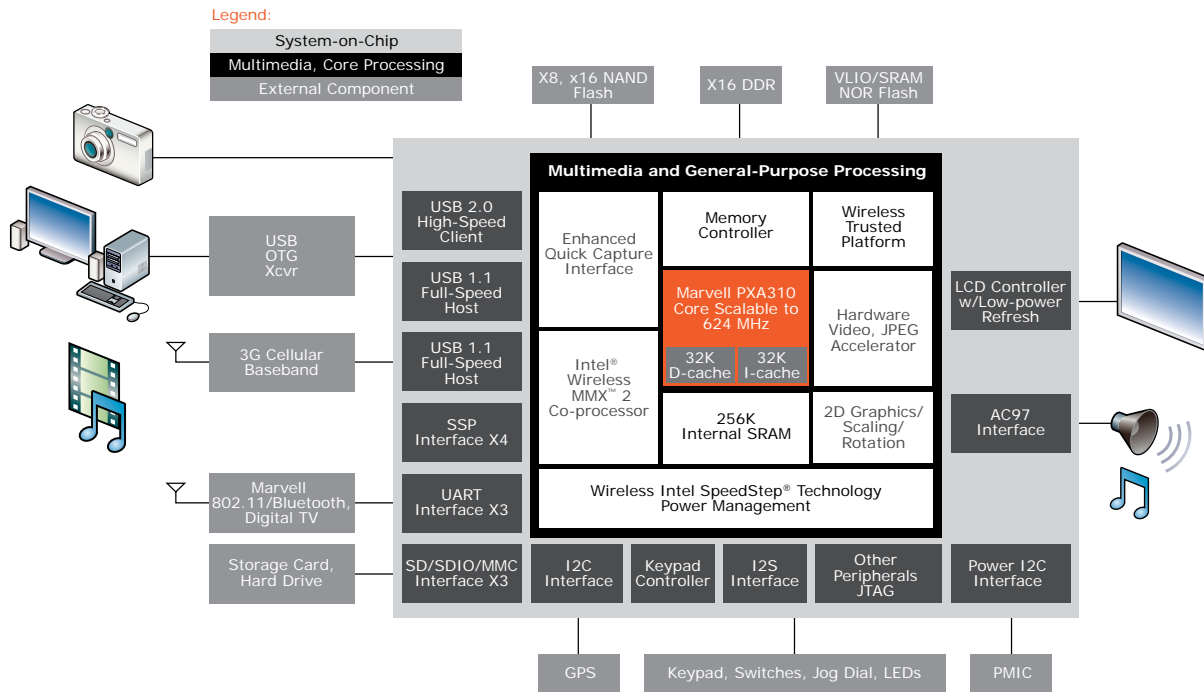 Legend:
System-on-Chip
Multimedia, Core Processing
External Component
X8, x16 NAND
Flash
X16 DDR
VLIO/SRAM
NOR Flash
Multimedia and General-Purpose Processing
USB 2.0
High-Speed
Client
Enhanced
Quick Capture
Interface
Memory
Controller
Wireless
Trusted
Platform
USB
OTG
Xcvr
USB 1.1
Full-Speed
Host
Marvell PXA310
Core Scalable to
624 MHz
32K
D-cache
32K
I-cache
Hardware
Video, JPEG
Accelerator
LCD Controller
w/Low-power
Refresh
3G Cellular
Baseband
USB 1.1
Full-Speed
Host
Intel®
Wireless
MMX™ 2
Co-processor
SSP
Interface X4
256K
Internal SRAM
2D Graphics/
Scaling/
Rotation
AC97
Interface
Marvell
802.11/Bluetooth,
Digital TV
UART
Interface X3
Wireless Intel SpeedStep® Technology
Power Management
Storage Card,
Hard Drive
SD/SDIO/MMC
Interface X3
I2C
Interface
Keypad
Controller
I2S
Interface
Other
Peripherals
JTAG
Power I2C
Interface
GPS
Keypad, Switches, Jog Dial, LEDs
PMIC